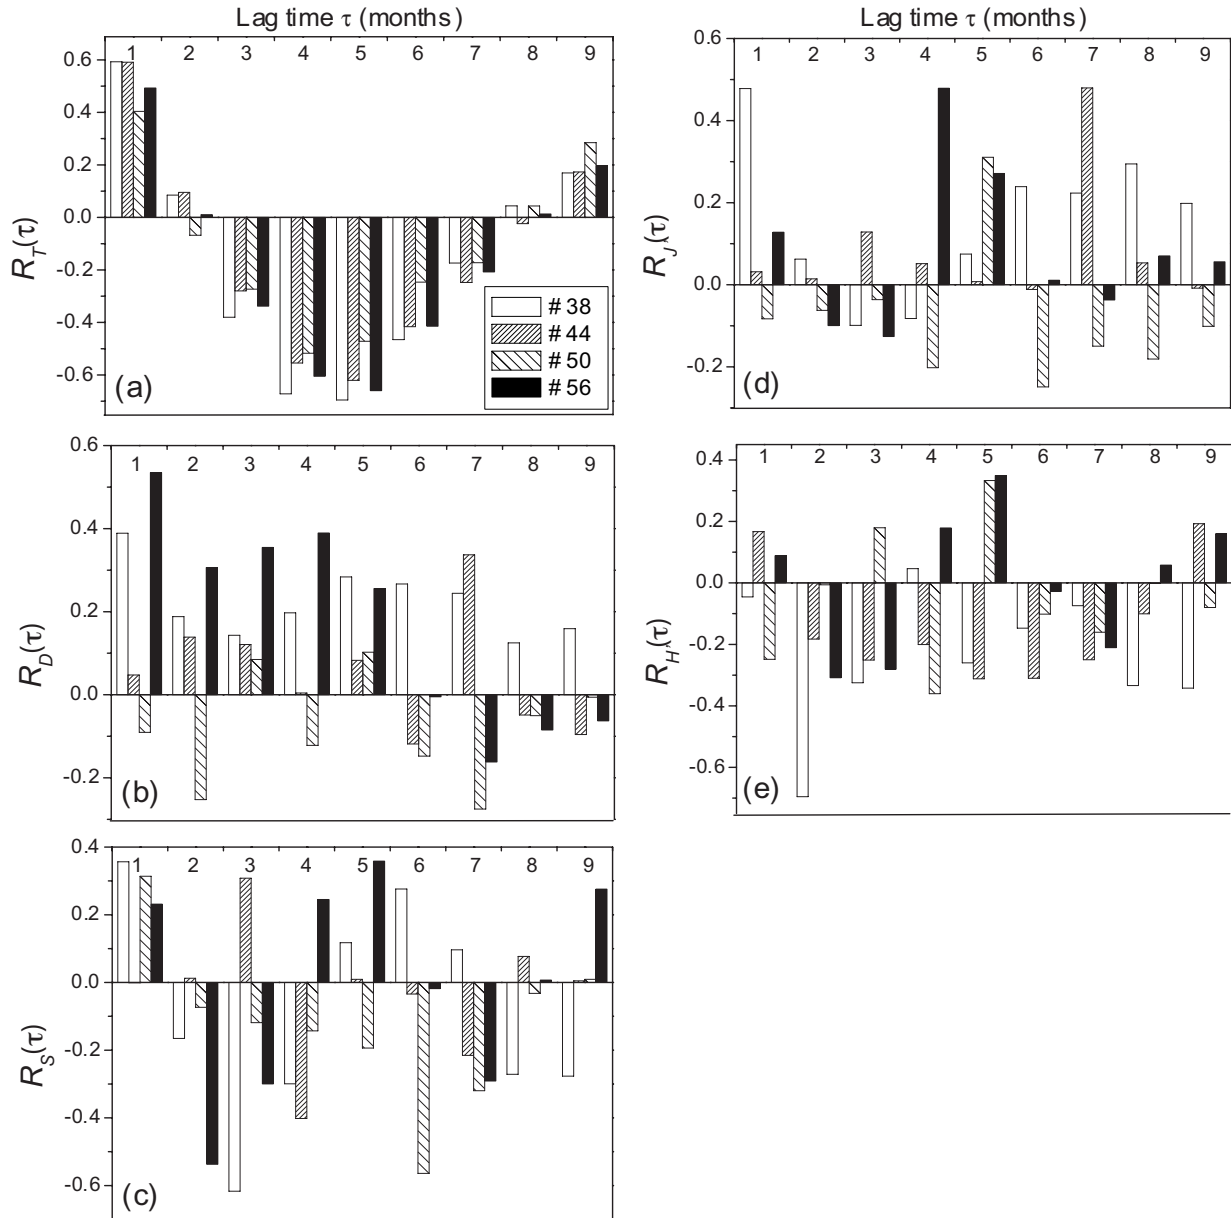 Lag time τ (months)
1 2 3 4 5 6 7 8 9
0.6
0.4
0.2
0.0
-0.2
-0.4
-0.6
R_T(τ)
# 38
# 44
# 50
# 56
(a)
Lag time τ (months)
1 2 3 4 5 6 7 8 9
0.6
0.4
0.2
0.0
-0.2
R_J(τ)
(d)
1 2 3 4 5 6 7 8 9
0.6
0.4
0.2
0.0
-0.2
R_D(τ)
(b)
1 2 3 4 5 6 7 8 9
0.4
0.2
0.0
-0.2
-0.4
-0.6
R_H(τ)
(e)
1 2 3 4 5 6 7 8 9
0.4
0.2
0.0
-0.2
-0.4
-0.6
R_S(τ)
(c)